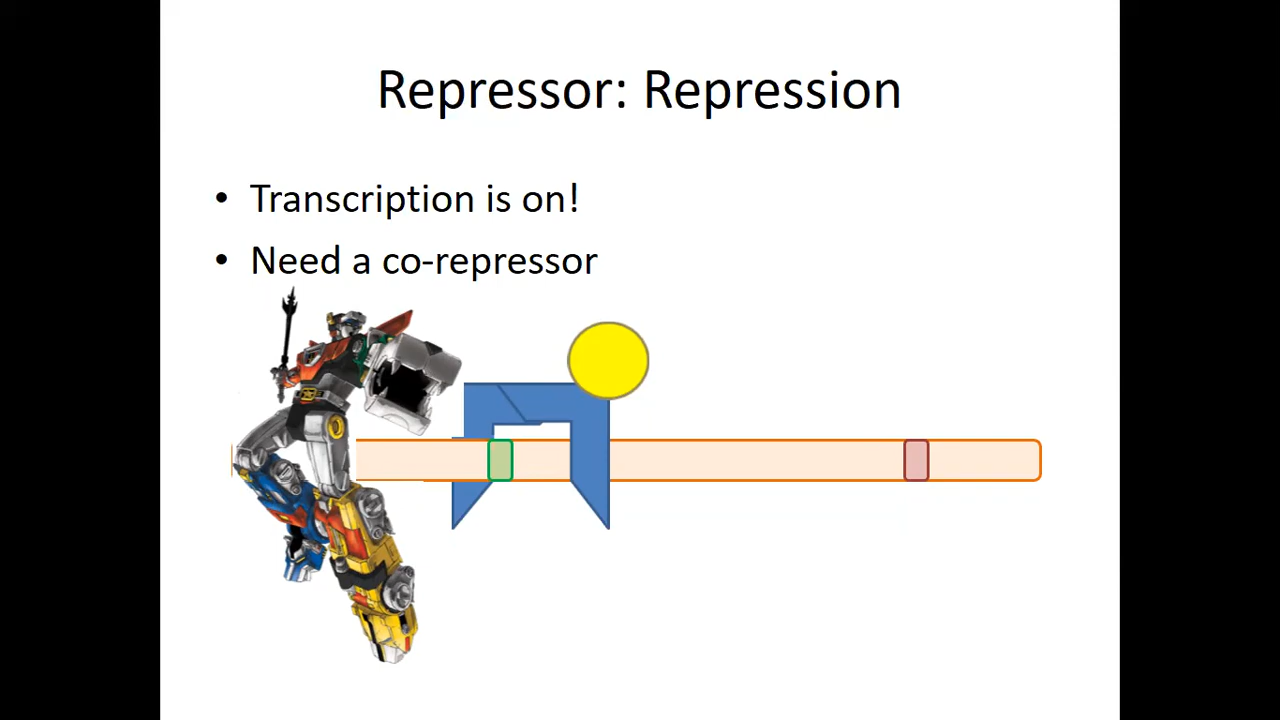 Repressor: Repression
• Transcription is on!
• Need a co-repressor